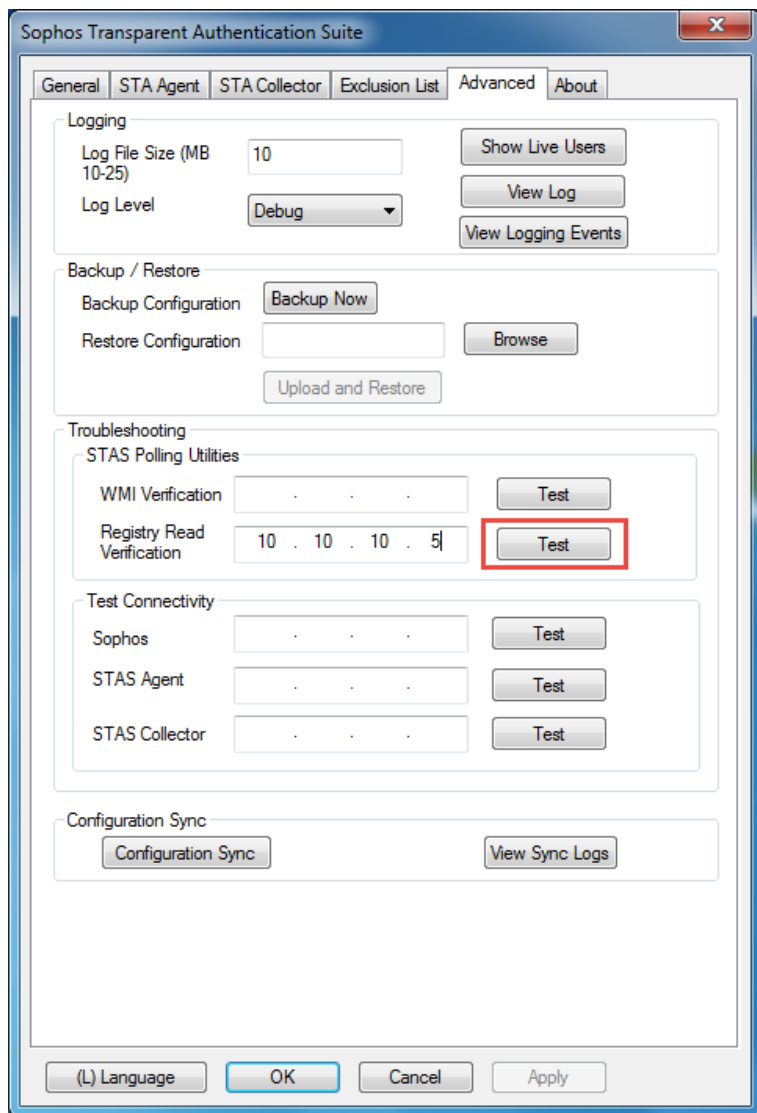 Sophos Transparent Authentication Suite
General STA Agent STA Collector Exclusion List Advanced About
Logging
Log File Size (MB
10-25)
10
Show Live Users
View Log
Log Level
Debug
View Logging Events
Backup / Restore
Backup Configuration
Backup Now
Restore Configuration
Browse
Upload and Restore
Troubleshooting
STAS Polling Utilities
WMI Verification
. . .
Test
Registry Read
Verification
10 . 10 . 10 . 5
Test
Test Connectivity
Sophos
. . .
Test
STAS Agent
. . .
Test
STAS Collector
. . .
Test
Configuration Sync
Configuration Sync
View Sync Logs
(L) Language
OK
Cancel
Apply